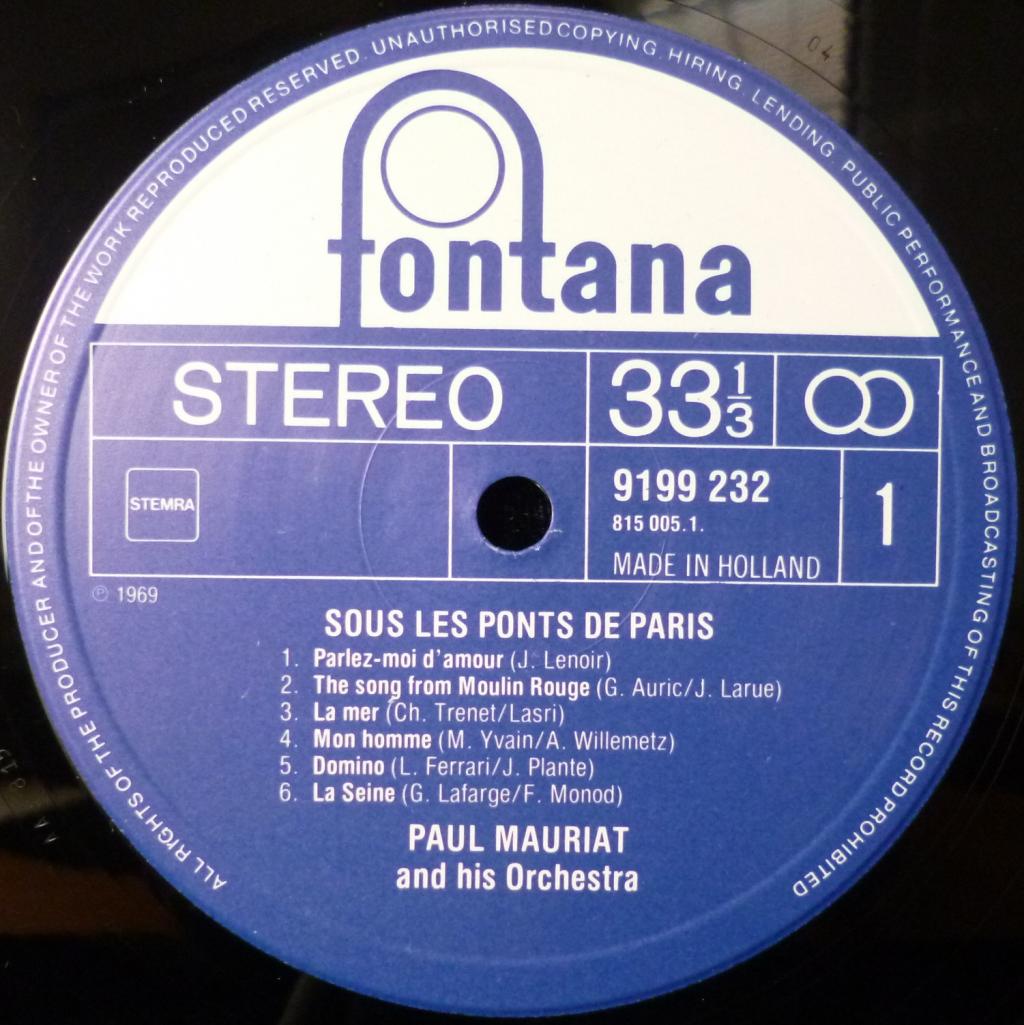 ALL RIGHTS OF THE PRODUCER AND OF THE OWNER OF THE WORK REPRODUCED RESERVED. UNAUTHORISED COPYING. HIRING. LENDING. PUBLIC PERFORMANCE AND BROADCASTING OF THIS RECORD PROHIBITED
fontana
STEREO
33 1/3
STEMRA
9199 232
815 005.1.
MADE IN HOLLAND
1
℗ 1969
SOUS LES PONTS DE PARIS
1. Parlez-moi d'amour (J. Lenoir)
2. The song from Moulin Rouge (G. Auric/J. Larue)
3. La mer (Ch. Trenet/Lasri)
4. Mon homme (M. Yvain/A. Willemetz)
5. Domino (L. Ferrari/J. Plante)
6. La Seine (G. Lafarge/F. Monod)
PAUL MAURIAT
and his Orchestra
04